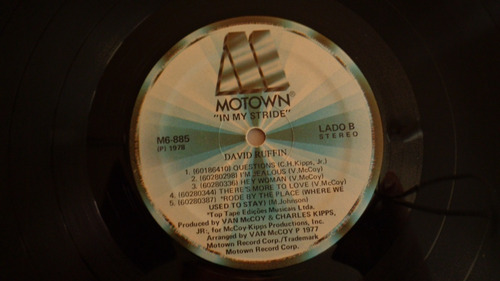 MOTOWN®
"IN MY STRIDE"
M6-885
(P) 1978
LADO B
STEREO
DAVID RUFFIN
1. (60186410) QUESTIONS (C.H. Kipps, Jr.)
2. (60280298) I'M JEALOUS (V. McCoy)
3. (60280336) HEY WOMAN (V. McCoy)
4. (60280344) THERE'S MORE TO LOVE (V. McCoy)
5. (60280387) *RODE BY THE PLACE (WHERE WE
USED TO STAY) (M. Johnson)
*Top Tape Edições Musicais Ltda.
Produced by VAN McCOY & CHARLES KIPPS,
JR., for McCoy-Kipps Productions, Inc.
Arranged by VAN McCOY P 1977
Motown Record Corp./Trademark
Motown Record Corp.